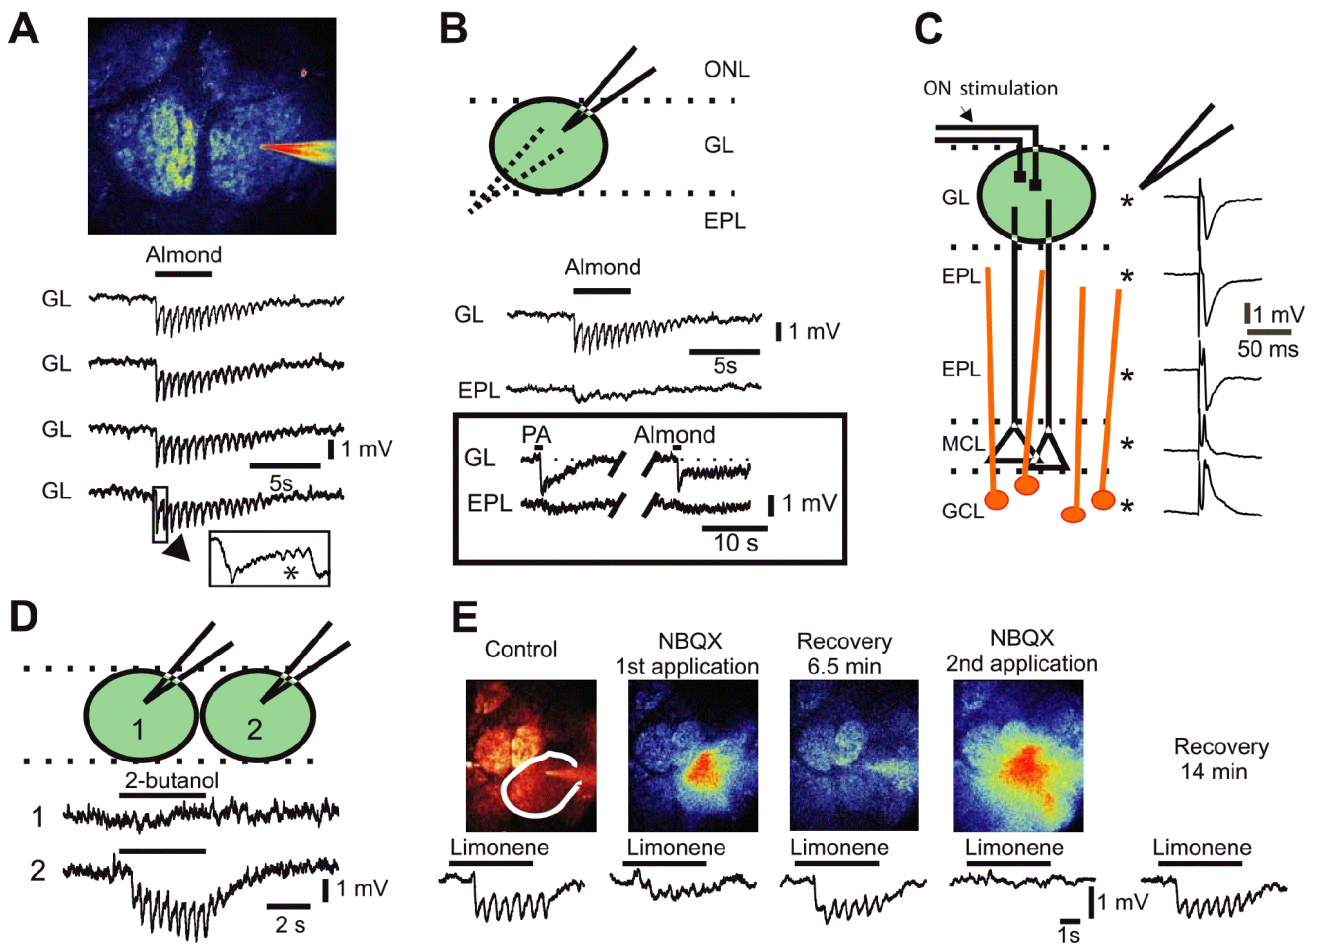 A
Almond
GL
GL
GL
1 mV
5s
GL
*
B
ONL
GL
EPL
Almond
GL
1 mV
5s
EPL
PA
Almond
GL
EPL
1 mV
10 s
C
ON stimulation
GL
*
EPL
*
1 mV
50 ms
EPL
*
MCL
*
GCL
*
D
1
2
2-butanol
1
2
1 mV
2 s
E
Control
NBQX
1st application
Recovery
6.5 min
NBQX
2nd application
Recovery
14 min
Limonene
Limonene
Limonene
Limonene
Limonene
1 mV
1s